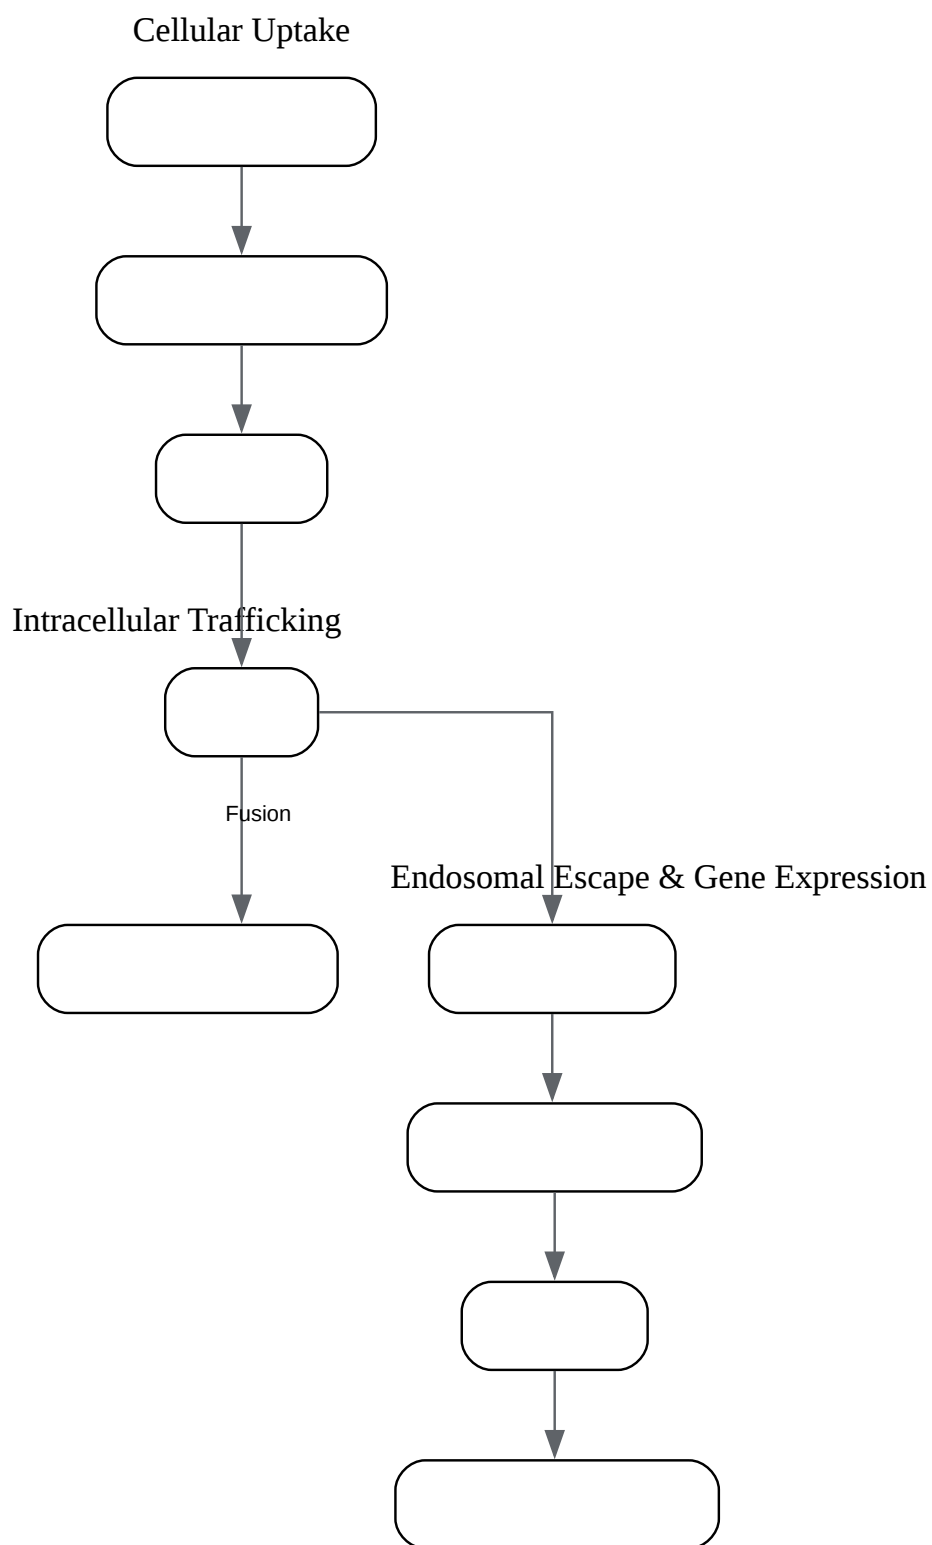 Cellular Uptake
Intracellular Trafficking
Fusion
Endosomal Escape & Gene Expression